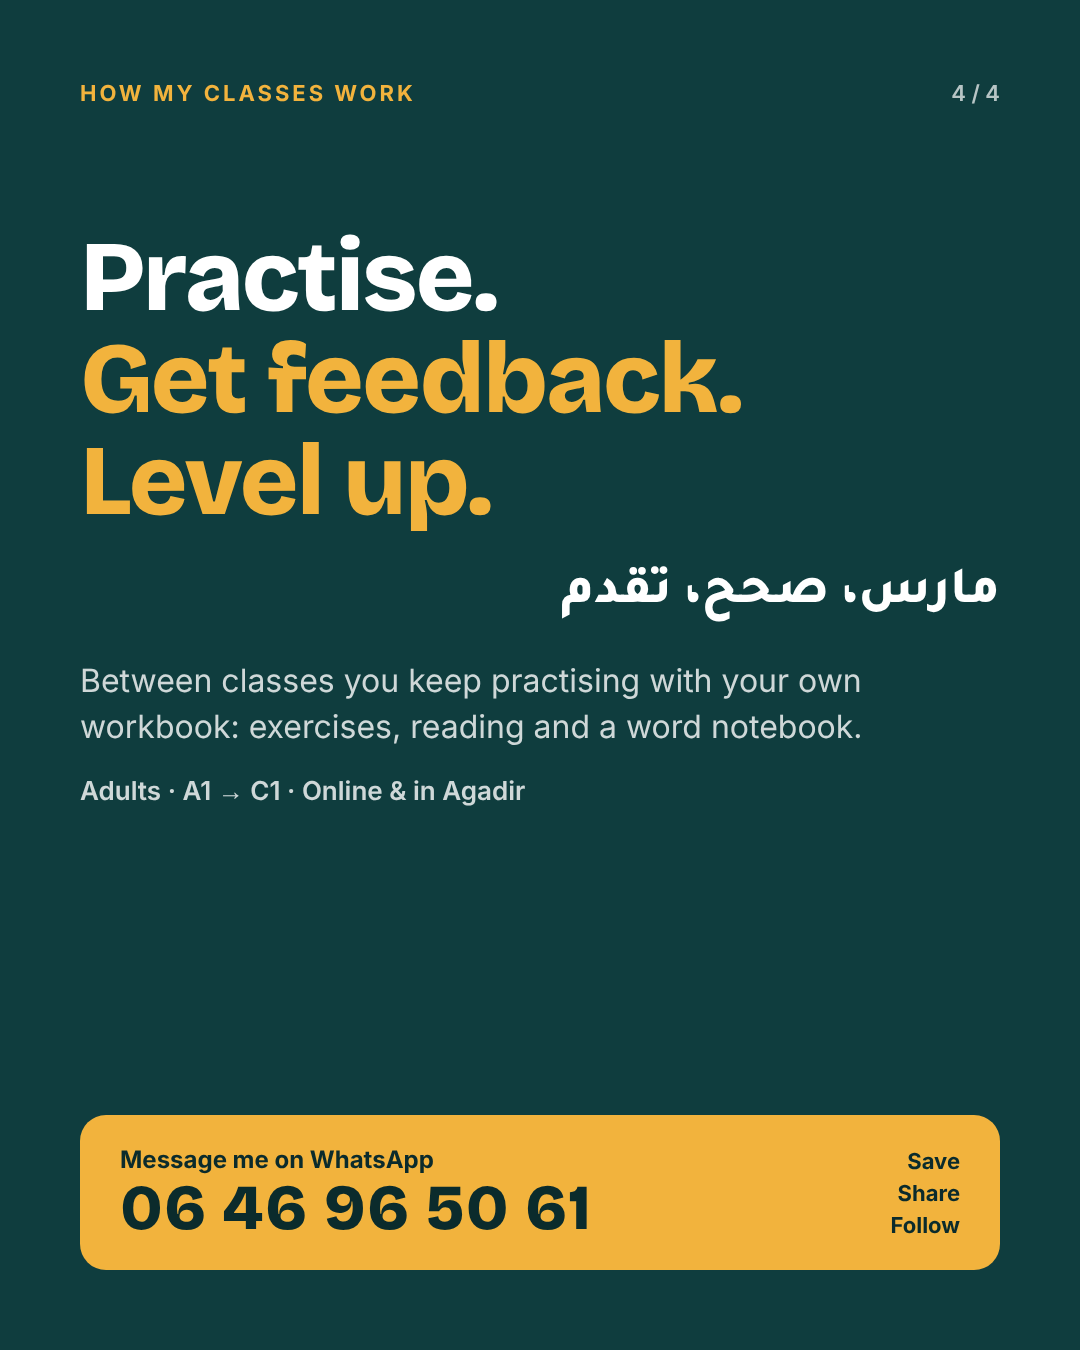 HOW MY CLASSES WORK
4 / 4
Practise.
Get feedback.
Level up.
مارس، صحح، تقدم
Between classes you keep practising with your own
workbook: exercises, reading and a word notebook.
Adults · A1 → C1 · Online & in Agadir
Message me on WhatsApp
06 46 96 50 61
Save
Share
Follow